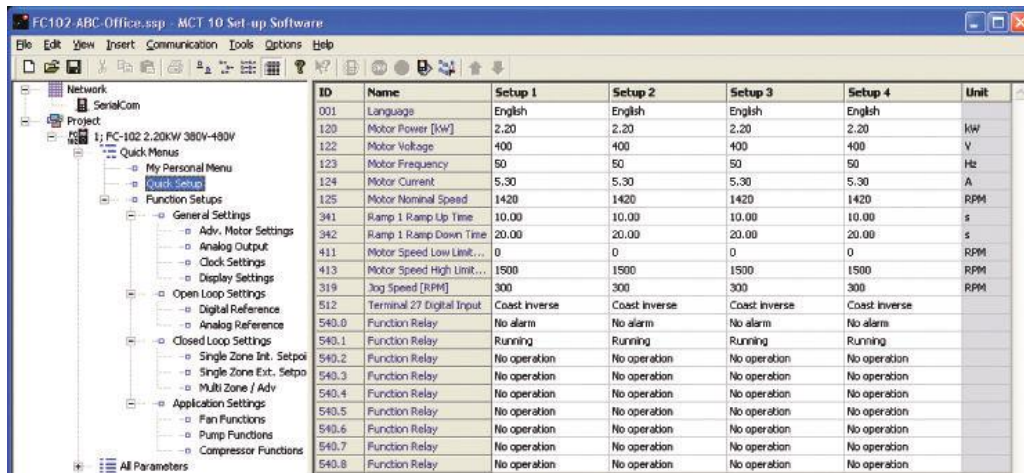 FC102-ABC-Office.ssp - MCT 10 Set-up Software
File Edit View Insert Communication Tools Options Help
Network
SerialCom
Project
1; FC-102 2.20KW 380V-480V
Quick Menus
My Personal Menu
Quick Setup
Function Setups
General Settings
Adv. Motor Settings
Analog Output
Clock Settings
Display Settings
Open Loop Settings
Digital Reference
Analog Reference
Closed Loop Settings
Single Zone Int. Setpoi
Single Zone Ext. Setpo
Multi Zone / Adv
Application Settings
Fan Functions
Pump Functions
Compressor Functions
All Parameters
ID Name Setup 1 Setup 2 Setup 3 Setup 4 Unit
001 Language English English English English
120 Motor Power [kW] 2.20 2.20 2.20 2.20 kW
122 Motor Voltage 400 400 400 400 V
123 Motor Frequency 50 50 50 50 Hz
124 Motor Current 5.30 5.30 5.30 5.30 A
125 Motor Nominal Speed 1420 1420 1420 1420 RPM
341 Ramp 1 Ramp Up Time 10.00 10.00 10.00 10.00 s
342 Ramp 1 Ramp Down Time 20.00 20.00 20.00 20.00 s
411 Motor Speed Low Limit... 0 0 0 0 RPM
413 Motor Speed High Limit... 1500 1500 1500 1500 RPM
319 Jog Speed [RPM] 300 300 300 300 RPM
512 Terminal 27 Digital Input Coast inverse Coast inverse Coast inverse Coast inverse
540.0 Function Relay No alarm No alarm No alarm No alarm
540.1 Function Relay Running Running Running Running
540.2 Function Relay No operation No operation No operation No operation
540.3 Function Relay No operation No operation No operation No operation
540.4 Function Relay No operation No operation No operation No operation
540.5 Function Relay No operation No operation No operation No operation
540.6 Function Relay No operation No operation No operation No operation
540.7 Function Relay No operation No operation No operation No operation
540.8 Function Relay No operation No operation No operation No operation